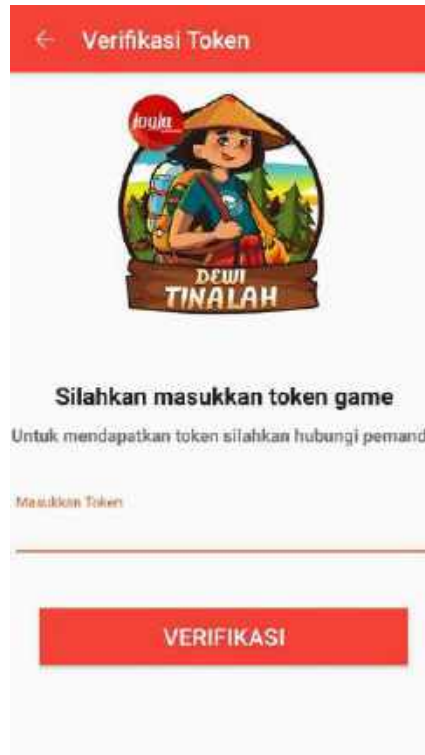 Verifikasi Token
jogja
DEWI
TINALAH
Silahkan masukkan token game
Untuk mendapatkan token silahkan hubungi pemand
Masukkan Token
VERIFIKASI